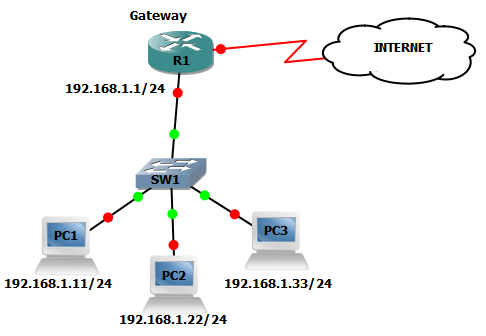 Gateway
INTERNET
R1
192.168.1.1/24
SW1
PC1
PC2
PC3
192.168.1.11/24
192.168.1.22/24
192.168.1.33/24